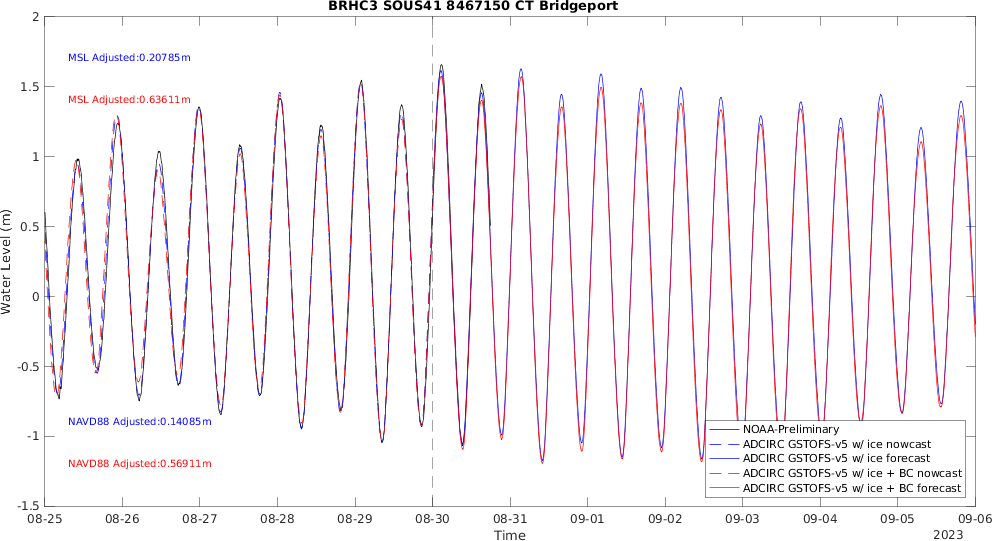 BRHC3 SOUS41 8467150 CT Bridgeport
2
1.5
1
0.5
0
-0.5
-1
-1.5
Water Level (m)
MSL Adjusted:0.20785m
MSL Adjusted:0.63611m
NAVD88 Adjusted:0.14085m
NAVD88 Adjusted:0.56911m
NOAA-Preliminary
ADCIRC GSTOFS-v5 w/ ice nowcast
ADCIRC GSTOFS-v5 w/ ice forecast
ADCIRC GSTOFS-v5 w/ ice + BC nowcast
ADCIRC GSTOFS-v5 w/ ice + BC forecast
08-25 08-26 08-27 08-28 08-29 08-30 08-31 09-01 09-02 09-03 09-04 09-05 09-06
Time
2023